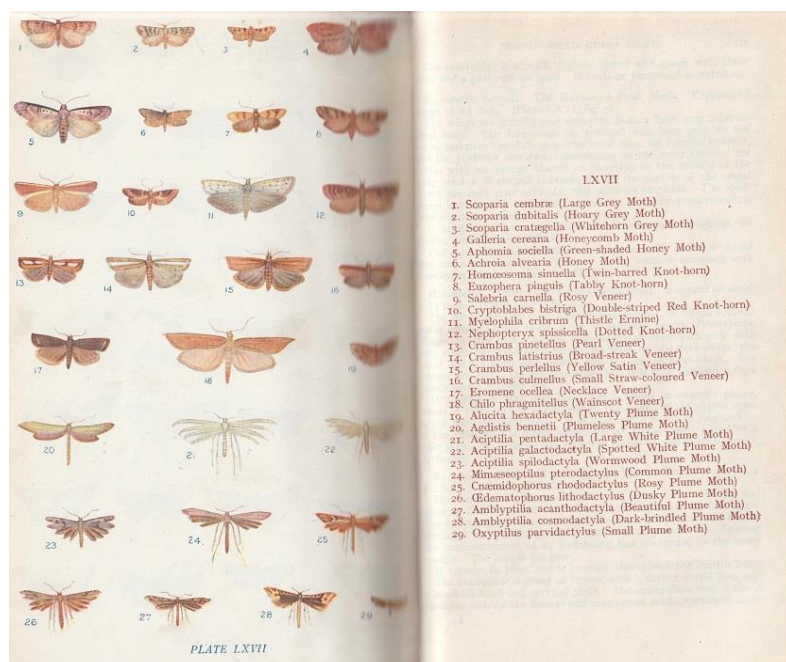 1
2
3
4
5
6
7
8
9
10
11
12
13
14
15
16
17
18
19
20
21
22
23
24
25
26
27
28
29
PLATE LXVII
LXVII
1. Scoparia cembræ (Large Grey Moth)
2. Scoparia dubitalis (Hoary Grey Moth)
3. Scoparia cratægella (Whitehorn Grey Moth)
4. Galleria cereana (Honeycomb Moth)
5. Aphomia sociella (Green-shaded Honey Moth)
6. Achroia alvearia (Honey Moth)
7. Homœosoma sinuella (Twin-barred Knot-horn)
8. Euzophera pinguis (Tabby Knot-horn)
9. Salebria carnella (Rosy Veneer)
10. Cryptoblabes bistriga (Double-striped Red Knot-horn)
11. Myelophila cribrum (Thistle Ermine)
12. Nephopteryx spissicella (Dotted Knot-horn)
13. Crambus pinetellus (Pearl Veneer)
14. Crambus latistrius (Broad-streak Veneer)
15. Crambus perlellus (Yellow Satin Veneer)
16. Crambus culmellus (Small Straw-coloured Veneer)
17. Eromene ocellea (Necklace Veneer)
18. Chilo phragmitellus (Wainscot Veneer)
19. Alucita hexadactyla (Twenty Plume Moth)
20. Agdistis bennetii (Plumeless Plume Moth)
21. Aciptilia pentadactyla (Large White Plume Moth)
22. Aciptilia galactodactyla (Spotted White Plume Moth)
23. Aciptilia spilodactyla (Wormwood Plume Moth)
24. Mimæseoptilus pterodactyla (Common Plume Moth)
25. Cnæmidophorus rhododactylus (Rosy Plume Moth)
26. Œdematophorus lithodactylus (Dusky Plume Moth)
27. Amblyptilia acanthodactyla (Beautiful Plume Moth)
28. Amblyptilia cosmodactyla (Dark-brindled Plume Moth)
29. Oxyptilus parvidactylus (Small Plume Moth)